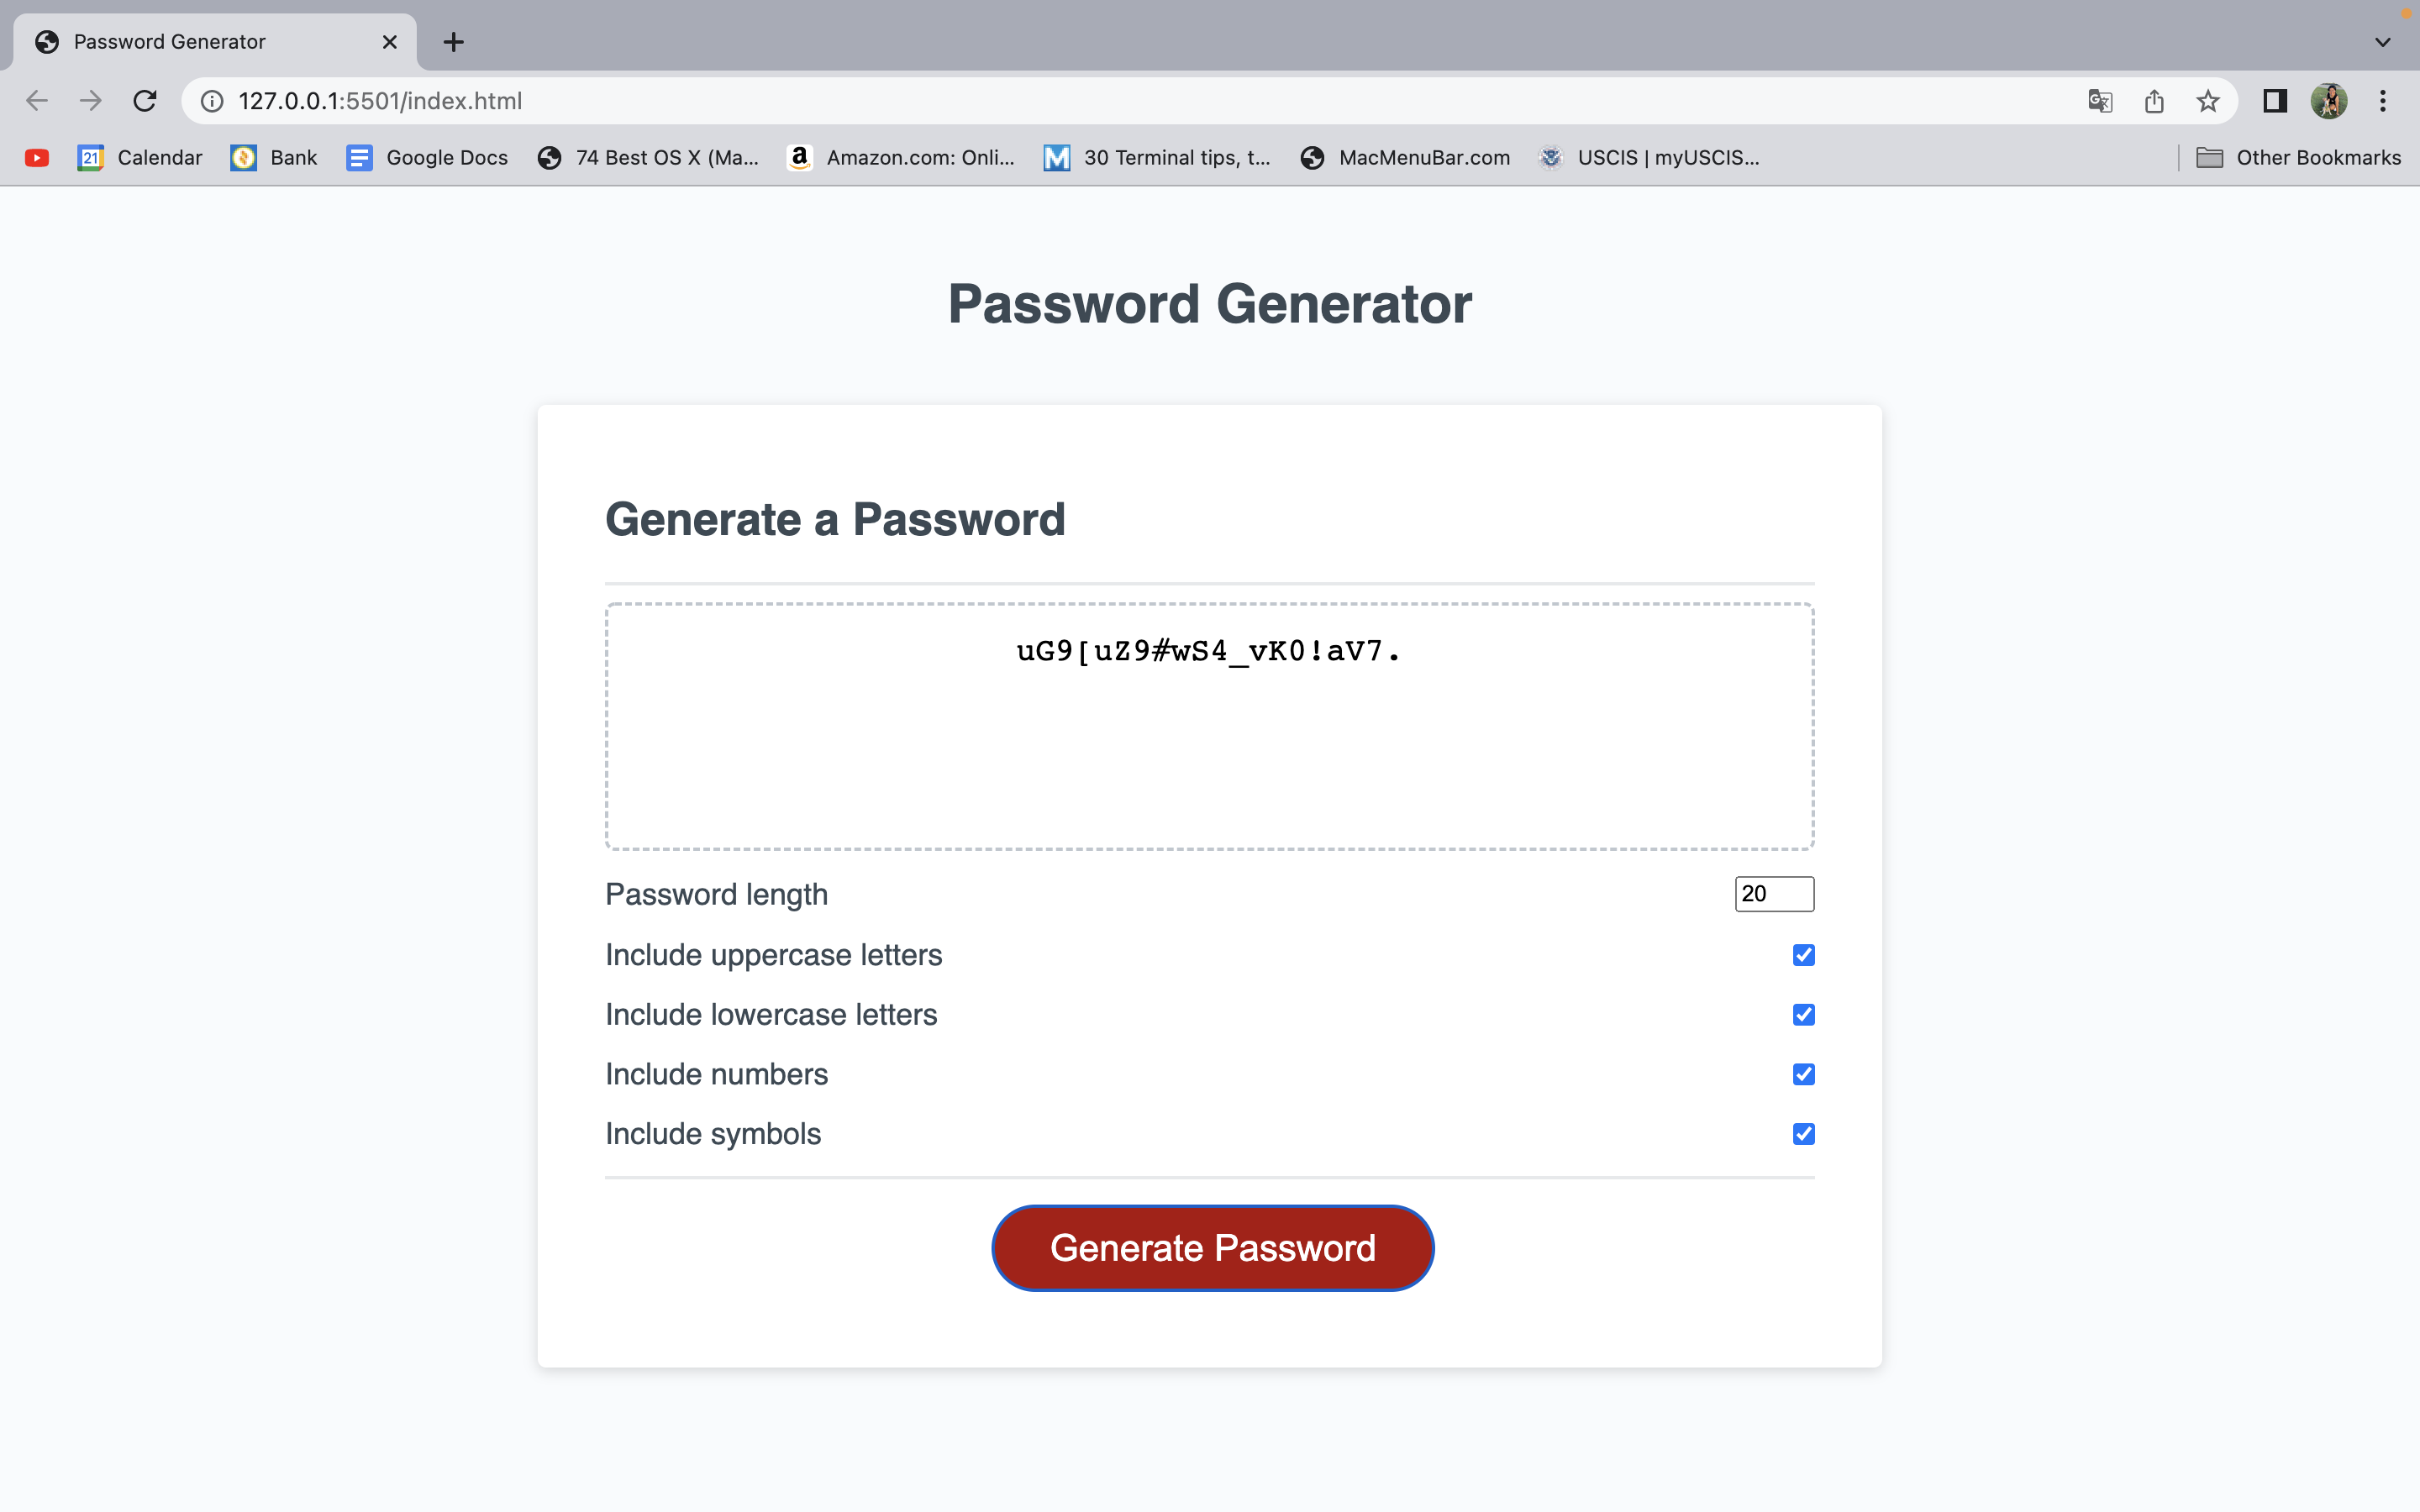 Password Generator
127.0.0.1:5501/index.html
21 Calendar Bank Google Docs 74 Best OS X (Ma... a Amazon.com: Onli... M 30 Terminal tips, t... MacMenuBar.com USCIS | myUSCIS... Other Bookmarks
Password Generator
Generate a Password
uG9[uZ9#wS4_vK0!aV7.
Password length 20
Include uppercase letters
Include lowercase letters
Include numbers
Include symbols
Generate Password